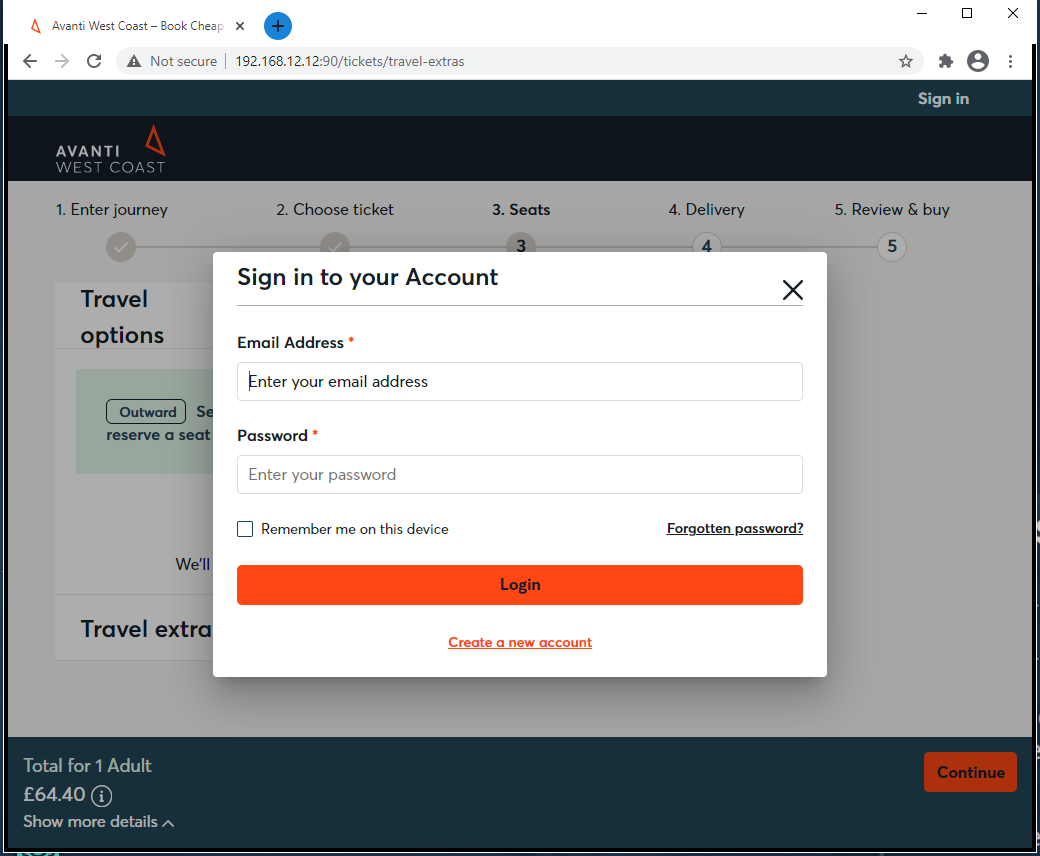 Avanti West Coast – Book Cheap
Not secure
192.168.12.12:90/tickets/travel-extras
Sign in
AVANTI
WEST COAST
1. Enter journey
2. Choose ticket
3. Seats
4. Delivery
5. Review & buy
3
4
5
Sign in to your Account
Travel
options
Email Address *
Enter your email address
Outward Se
reserve a seat
Password *
Enter your password
Remember me on this device
Forgotten password?
We'll
Login
Travel extra
Create a new account
Total for 1 Adult
£64.40
Show more details
Continue